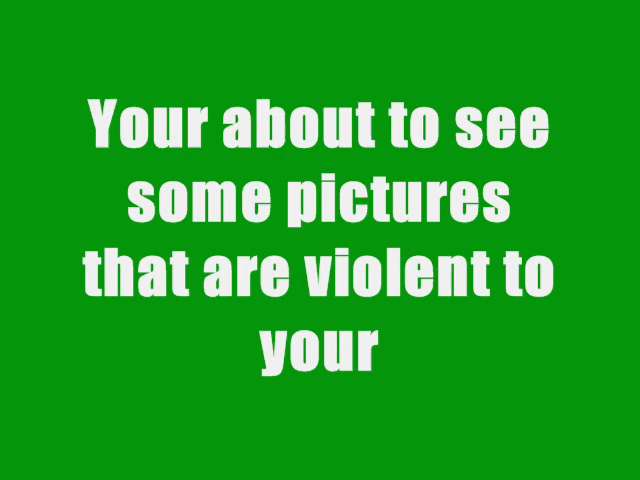 Your about to see
some pictures
that are violent to
your